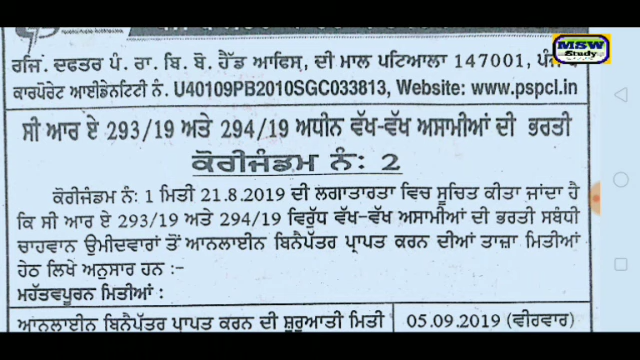 MSW
Study
ਰਜਿ. ਦਫਤਰ ਪੰ. ਰਾ. ਬਿ. ਬੋ. ਹੈੱਡ ਆਫਿਸ, ਦੀ ਮਾਲ ਪਟਿਆਲਾ 147001,
ਕਾਰਪੋਰੇਟ ਆਈਡੈਨਟਿਟੀ ਨੰ. U40109PB2010SGC033813, Website: www.pspcl.in
ਸੀ ਆਰ ਏ 293/19 ਅਤੇ 294/19 ਅਧੀਨ ਵੱਖ-ਵੱਖ ਅਸਾਮੀਆਂ ਦੀ ਭਰਤੀ
ਕੋਰੀਜੰਡਮ ਨੰ: 2
ਕੋਰੀਜੰਡਮ ਨੰ: 1 ਮਿਤੀ 21.8.2019 ਦੀ ਲਗਾਤਾਰਤਾ ਵਿਚ ਸੂਚਿਤ ਕੀਤਾ ਜਾਂਦਾ ਹੈ
ਕਿ ਸੀ ਆਰ ਏ 293/19 ਅਤੇ 294/19 ਵਿਰੁੱਧ ਵੱਖ-ਵੱਖ ਅਸਾਮੀਆਂ ਦੀ ਭਰਤੀ ਸਬੰਧੀ
ਚਾਹਵਾਨ ਉਮੀਦਵਾਰਾਂ ਤੋਂ ਆਨਲਾਈਨ ਬਿਨੈਪੱਤਰ ਪ੍ਰਾਪਤ ਕਰਨ ਦੀਆਂ ਤਾਜ਼ਾ ਮਿਤੀਆਂ
ਹੇਠ ਲਿਖੇ ਅਨੁਸਾਰ ਹਨ :-
ਮਹੱਤਵਪੂਰਨ ਮਿਤੀਆਂ :
ਆਨਲਾਈਨ ਬਿਨੈਪੱਤਰ ਪ੍ਰਾਪਤ ਕਰਨ ਦੀ ਸ਼ੁਰੂਆਤੀ ਮਿਤੀ 05.09.2019 (ਵੀਰਵਾਰ)